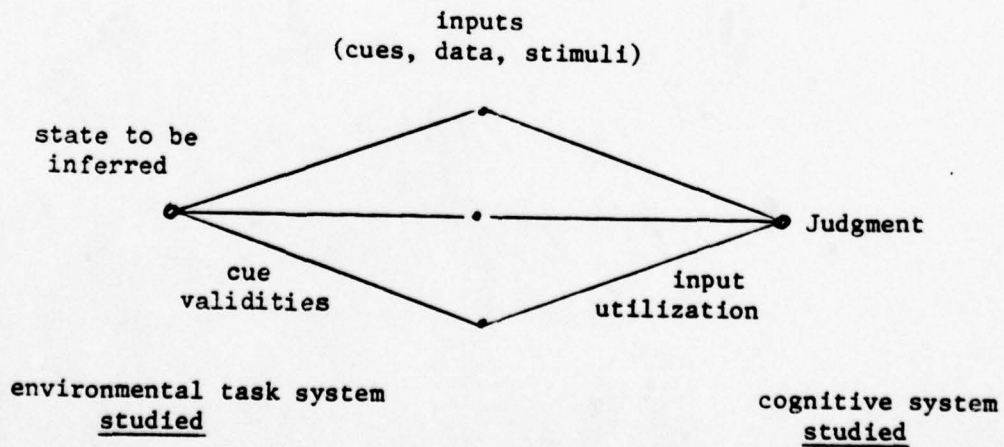 inputs
(cues, data, stimuli)
state to be
inferred
Judgment
cue
validities
input
utilization
environmental task system
studied
cognitive system
studied